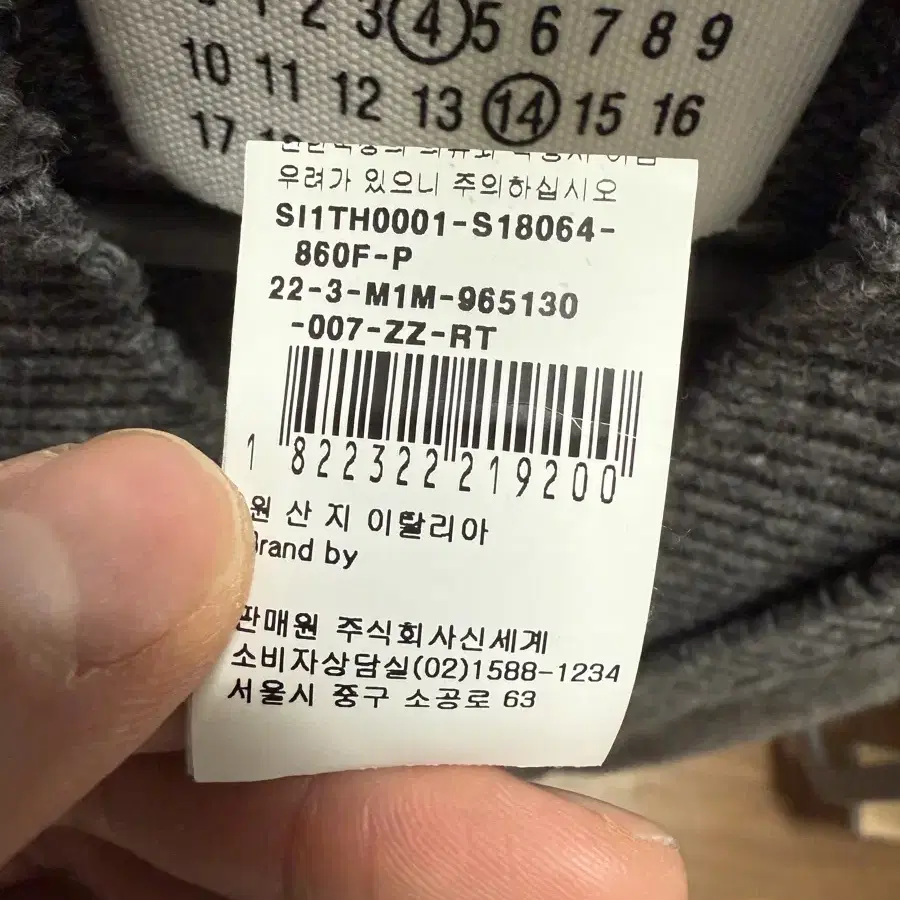 1 2 3 4 5 6 7 8 9
10 11 12 13 14 15 16
17 18
우려가 있으니 주의하십시오
SI1TH0001-S18064-
860F-P
22-3-M1M-965130
-007-ZZ-RT
1 822322 219200
원 산 지 이탈리아
Brand by
판매원 주식회사신세계
소비자상담실(02)1588-1234
서울시 중구 소공로 63